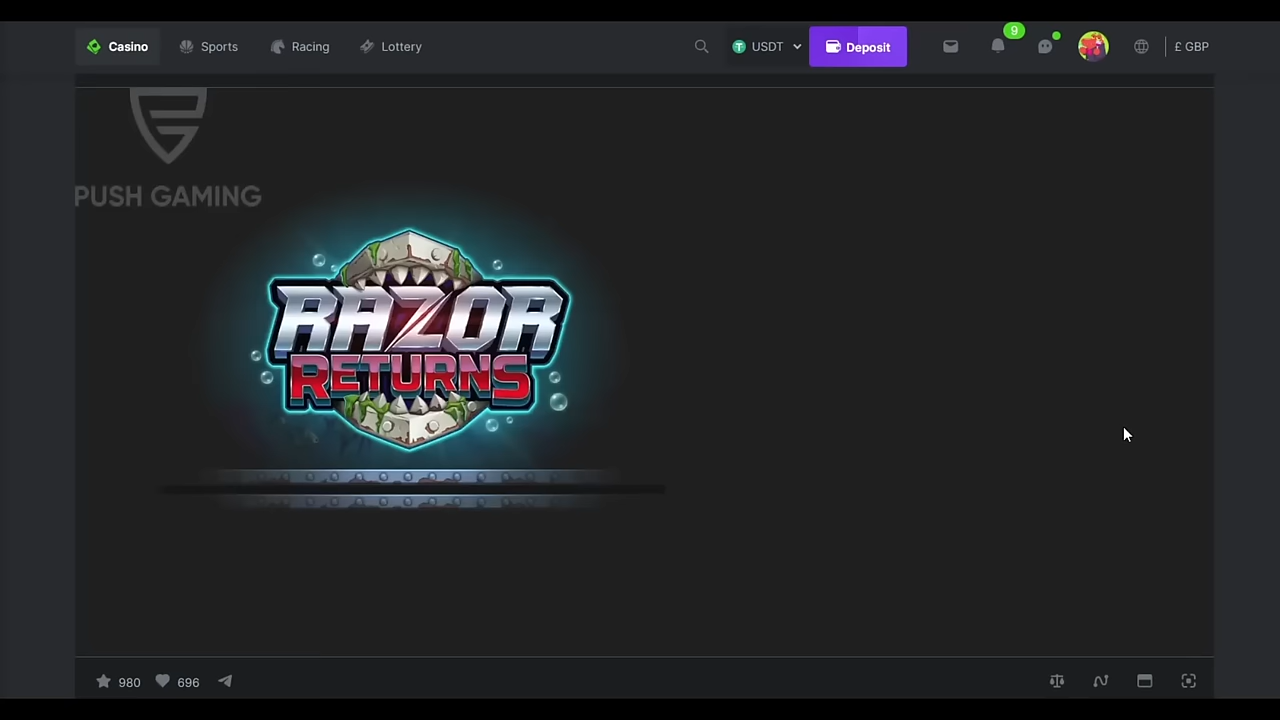 Casino
Sports
Racing
Lottery
USDT
Deposit
9
£ GBP
PUSH GAMING
RAZOR
RETURNS
980
696